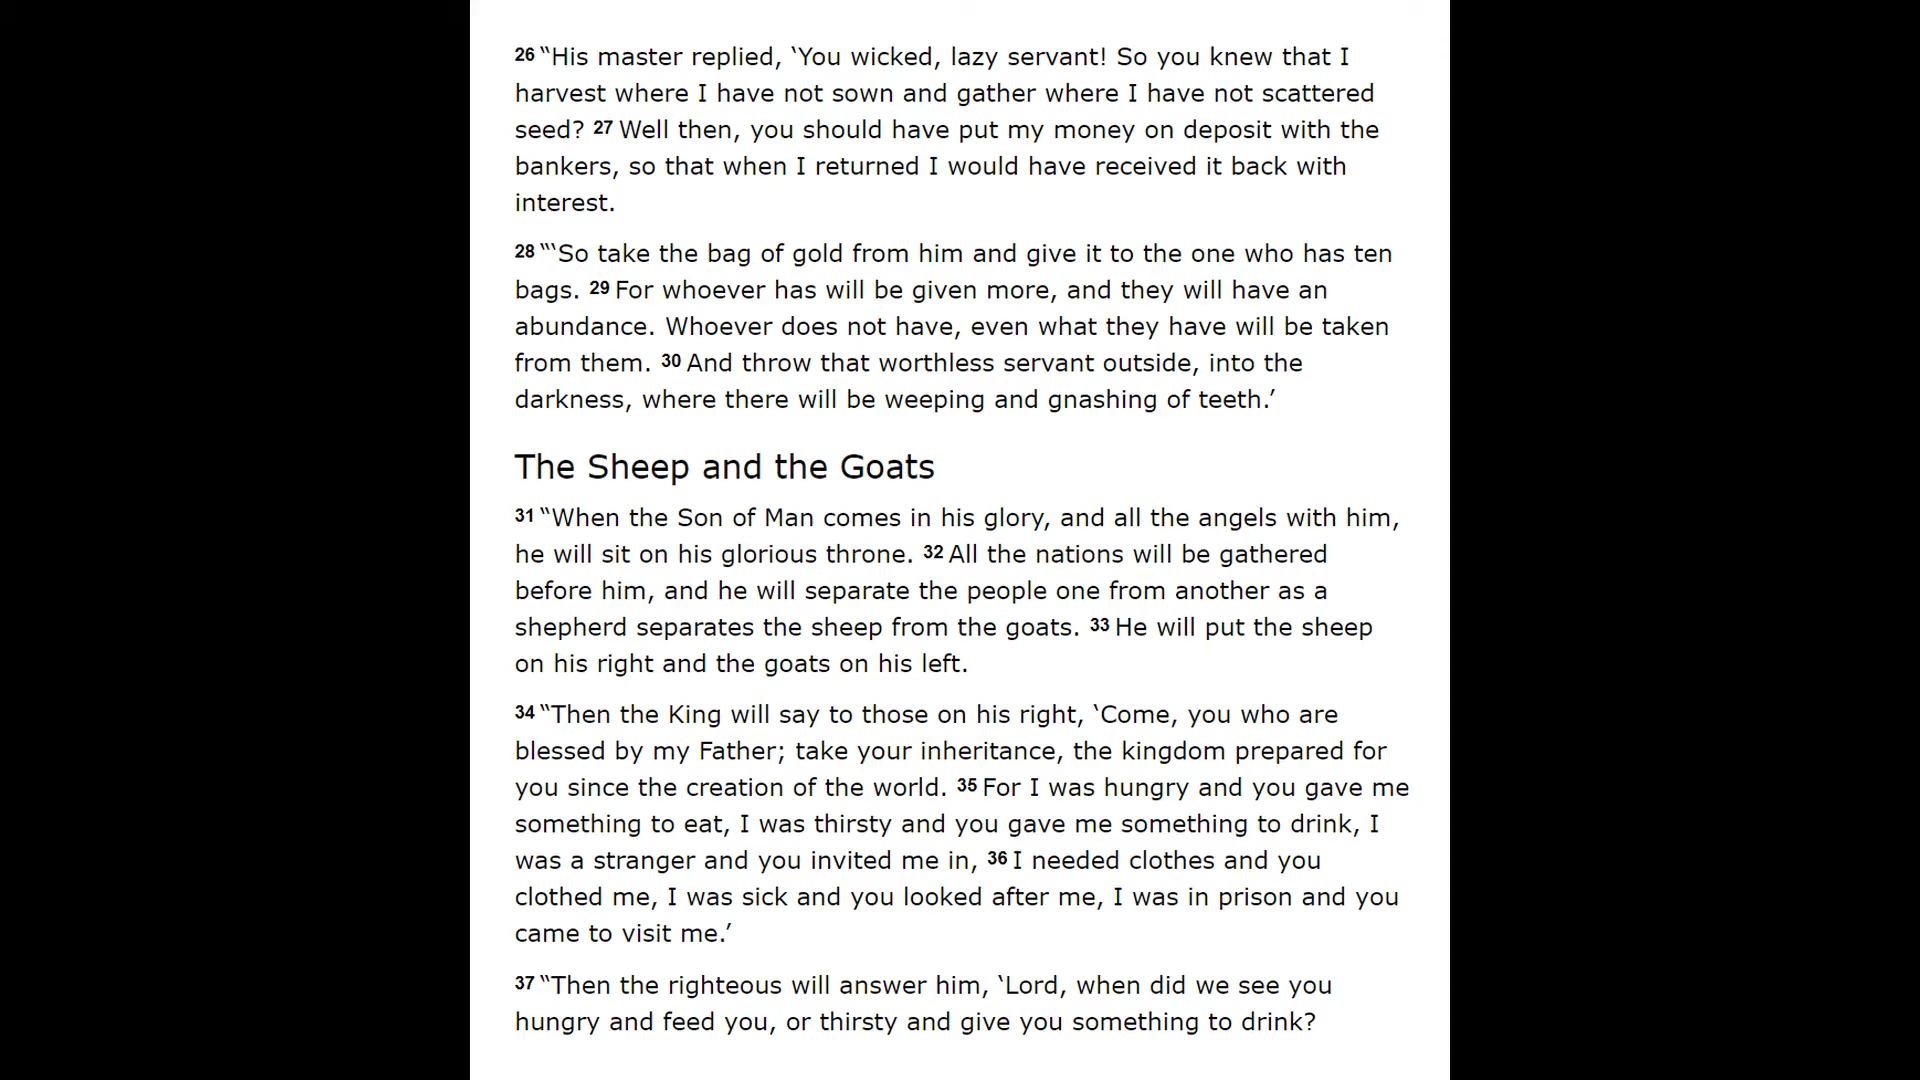 26 “His master replied, ‘You wicked, lazy servant! So you knew that I
harvest where I have not sown and gather where I have not scattered
seed? 27 Well then, you should have put my money on deposit with the
bankers, so that when I returned I would have received it back with
interest.
28 “‘So take the bag of gold from him and give it to the one who has ten
bags. 29 For whoever has will be given more, and they will have an
abundance. Whoever does not have, even what they have will be taken
from them. 30 And throw that worthless servant outside, into the
darkness, where there will be weeping and gnashing of teeth.’
The Sheep and the Goats
31 “When the Son of Man comes in his glory, and all the angels with him,
he will sit on his glorious throne. 32 All the nations will be gathered
before him, and he will separate the people one from another as a
shepherd separates the sheep from the goats. 33 He will put the sheep
on his right and the goats on his left.
34 “Then the King will say to those on his right, ‘Come, you who are
blessed by my Father; take your inheritance, the kingdom prepared for
you since the creation of the world. 35 For I was hungry and you gave me
something to eat, I was thirsty and you gave me something to drink, I
was a stranger and you invited me in, 36 I needed clothes and you
clothed me, I was sick and you looked after me, I was in prison and you
came to visit me.’
37 “Then the righteous will answer him, ‘Lord, when did we see you
hungry and feed you, or thirsty and give you something to drink?